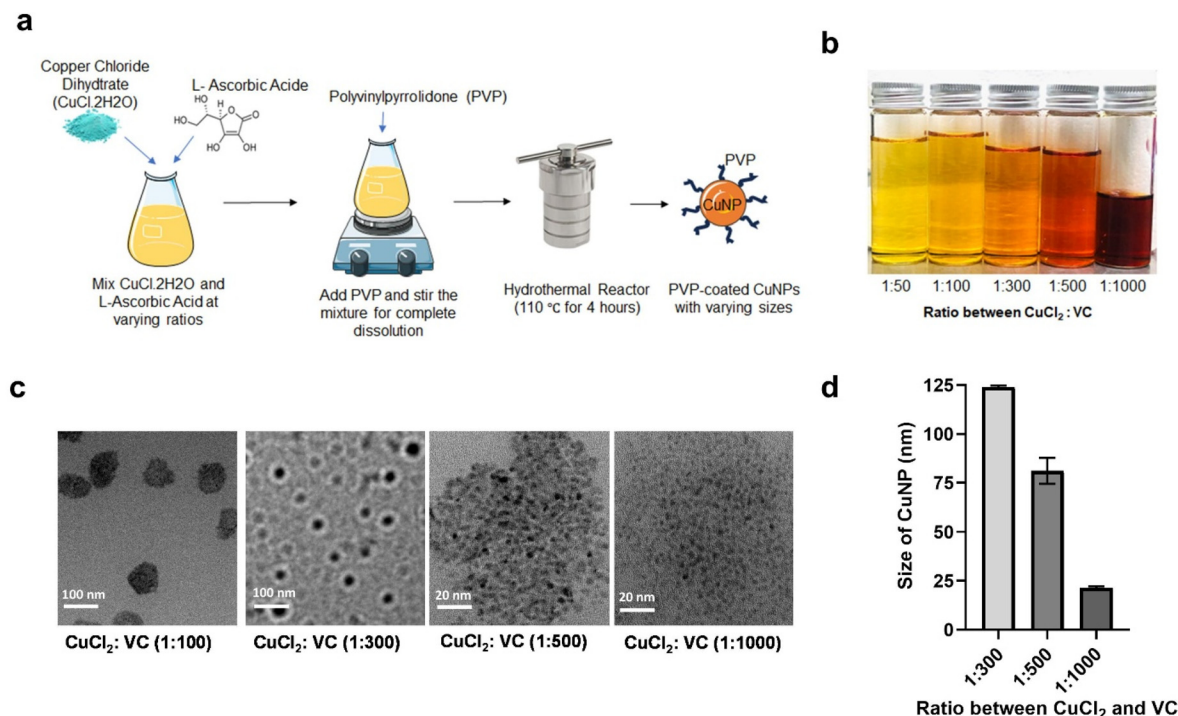 a
Copper Chloride
Dihydtrate
(CuCl.2H2O)
L- Ascorbic Acide
HO
OH
H
O
O
HO
OH
Mix CuCl.2H2O and
L-Ascorbic Acid at
varying ratios
Polyvinylpyrrolidone (PVP)
Add PVP and stir the
mixture for complete
dissolution
Hydrothermal Reactor
(110 °C for 4 hours)
PVP
CuNP
PVP-coated CuNPs
with varying sizes
b
1:50 1:100 1:300 1:500 1:1000
Ratio between CuCl₂ : VC
c
100 nm
100 nm
20 nm
20 nm
CuCl₂: VC (1:100)
CuCl₂: VC (1:300)
CuCl₂: VC (1:500)
CuCl₂: VC (1:1000)
d
Size of CuNP (nm)
125
100
75
50
25
0
1:300
1:500
1:1000
Ratio between CuCl₂ and VC